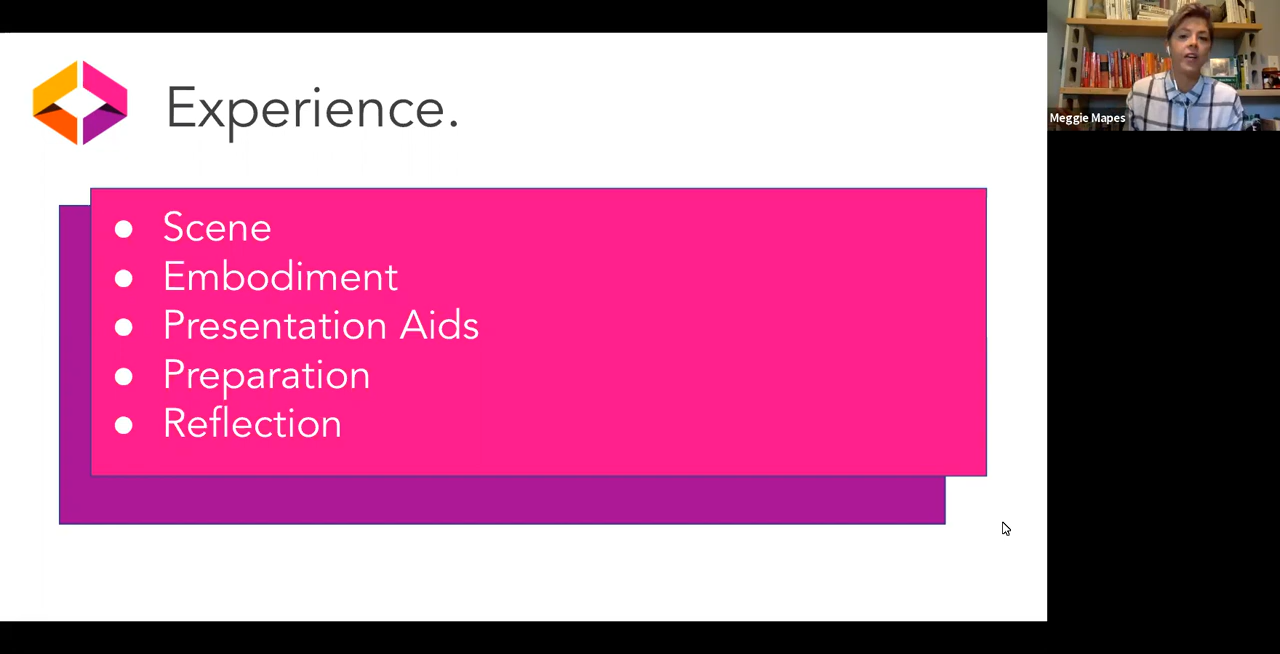 Experience.
● Scene
● Embodiment
● Presentation Aids
● Preparation
● Reflection
Meggie Mapes